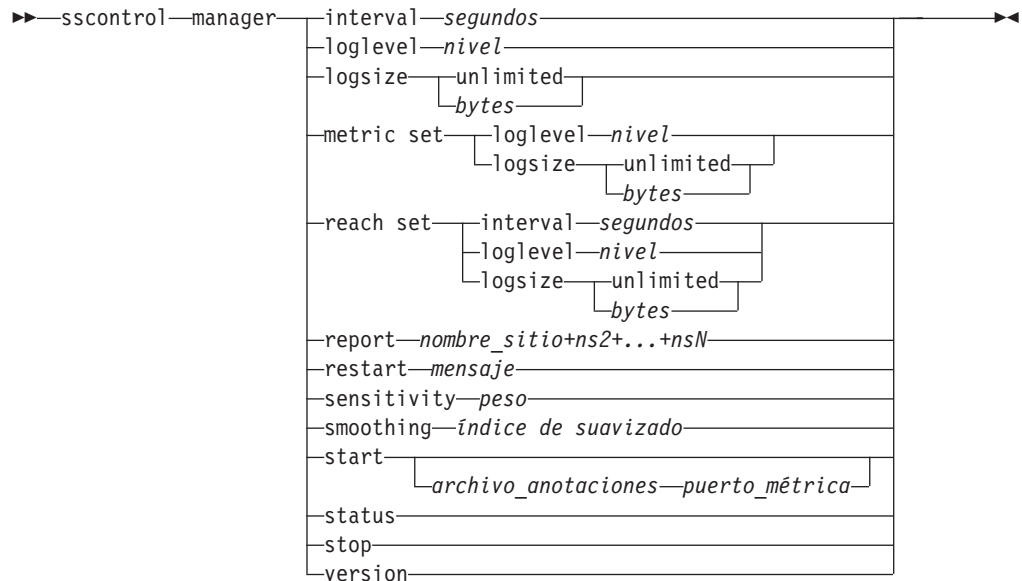 sscontrol manager interval segundos
loglevel nivel
logsize unlimited
bytes
metric set loglevel nivel
logsize unlimited
bytes
reach set interval segundos
loglevel nivel
logsize unlimited
bytes
report nombre_sitio+ns2+...+nsN
restart mensaje
sensitivity peso
smoothing índice de suavizado
start
archivo_anotaciones puerto_métrica
status
stop
version